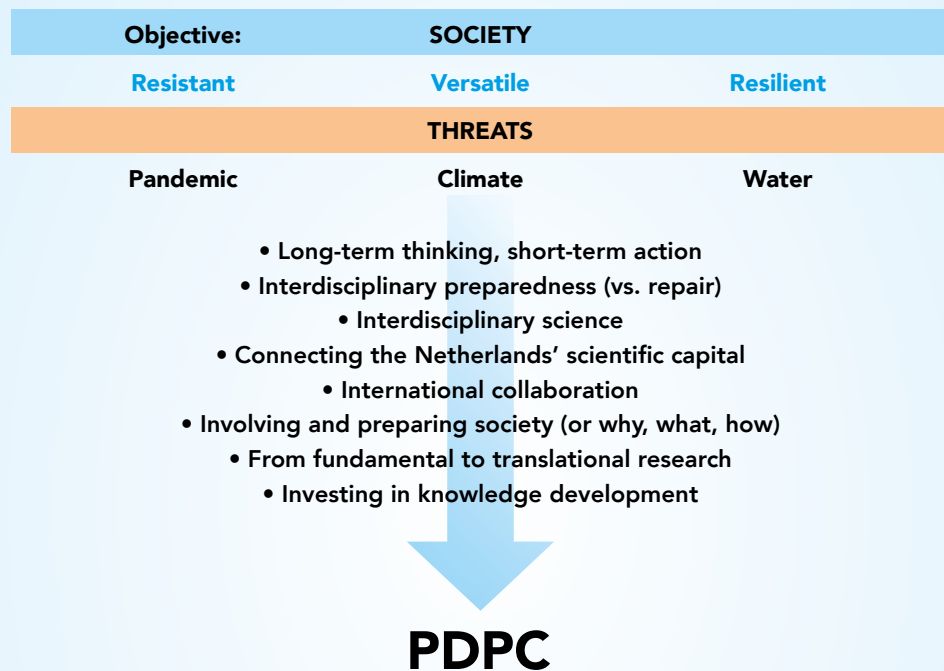 Objective: SOCIETY
Resistant Versatile Resilient
THREATS
Pandemic Climate Water
• Long-term thinking, short-term action
• Interdisciplinary preparedness (vs. repair)
• Interdisciplinary science
• Connecting the Netherlands’ scientific capital
• International collaboration
• Involving and preparing society (or why, what, how)
• From fundamental to translational research
• Investing in knowledge development
PDPC